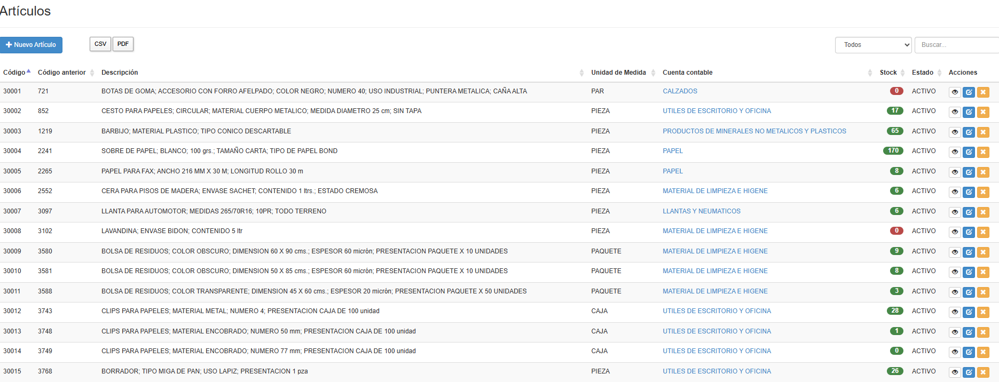 Artículos
Nuevo Artículo CSV PDF Todos Buscar...
Código Código anterior Descripción Unidad de Medida Cuenta contable Stock Estado Acciones
30001 721 BOTAS DE GOMA; ACCESORIO CON FORRO AFELPADO; COLOR NEGRO; NUMERO 40; USO INDUSTRIAL; PUNTERA METALICA; CAÑA ALTA PAR CALZADOS 0 ACTIVO
30002 852 CESTO PARA PAPELES; CIRCULAR; MATERIAL CUERPO METALICO; MEDIDA DIAMETRO 25 cm; SIN TAPA PIEZA UTILES DE ESCRITORIO Y OFICINA 17 ACTIVO
30003 1219 BARBIJO; MATERIAL PLASTICO; TIPO CONICO DESCARTABLE PIEZA PRODUCTOS DE MINERALES NO METALICOS Y PLASTICOS 65 ACTIVO
30004 2241 SOBRE DE PAPEL; BLANCO; 100 grs.; TAMAÑO CARTA; TIPO DE PAPEL BOND PIEZA PAPEL 170 ACTIVO
30005 2265 PAPEL PARA FAX; ANCHO 216 MM X 30 M; LONGITUD ROLLO 30 m PIEZA PAPEL 8 ACTIVO
30006 2552 CERA PARA PISOS DE MADERA; ENVASE SACHET; CONTENIDO 1 ltrs.; ESTADO CREMOSA PIEZA MATERIAL DE LIMPIEZA E HIGENE 6 ACTIVO
30007 3097 LLANTA PARA AUTOMOTOR; MEDIDAS 265/70R16; 10PR; TODO TERRENO PIEZA LLANTAS Y NEUMATICOS 6 ACTIVO
30008 3102 LAVANDINA; ENVASE BIDON; CONTENIDO 5 ltr PIEZA MATERIAL DE LIMPIEZA E HIGENE 0 ACTIVO
30009 3580 BOLSA DE RESIDUOS; COLOR OBSCURO; DIMENSION 60 X 90 cms.; ESPESOR 60 micrón; PRESENTACION PAQUETE X 10 UNIDADES PAQUETE MATERIAL DE LIMPIEZA E HIGENE 9 ACTIVO
30010 3581 BOLSA DE RESIDUOS; COLOR OBSCURO; DIMENSION 50 X 85 cms.; ESPESOR 60 micrón; PRESENTACION PAQUETE X 10 UNIDADES PAQUETE MATERIAL DE LIMPIEZA E HIGENE 8 ACTIVO
30011 3588 BOLSA DE RESIDUOS; COLOR TRANSPARENTE; DIMENSION 45 X 60 cms.; ESPESOR 20 micrón; PRESENTACION PAQUETE X 50 UNIDADES PAQUETE MATERIAL DE LIMPIEZA E HIGENE 3 ACTIVO
30012 3743 CLIPS PARA PAPELES; MATERIAL METAL; NUMERO 4; PRESENTACION CAJA DE 100 unidad CAJA UTILES DE ESCRITORIO Y OFICINA 28 ACTIVO
30013 3748 CLIPS PARA PAPELES; MATERIAL ENCOBRADO; NUMERO 50 mm; PRESENTACION CAJA DE 100 unidad CAJA UTILES DE ESCRITORIO Y OFICINA 1 ACTIVO
30014 3749 CLIPS PARA PAPELES; MATERIAL ENCOBRADO; NUMERO 77 mm; PRESENTACION CAJA DE 100 unidad CAJA UTILES DE ESCRITORIO Y OFICINA 0 ACTIVO
30015 3768 BORRADOR; TIPO MIGA DE PAN; USO LAPIZ; PRESENTACION 1 pza PIEZA UTILES DE ESCRITORIO Y OFICINA 26 ACTIVO